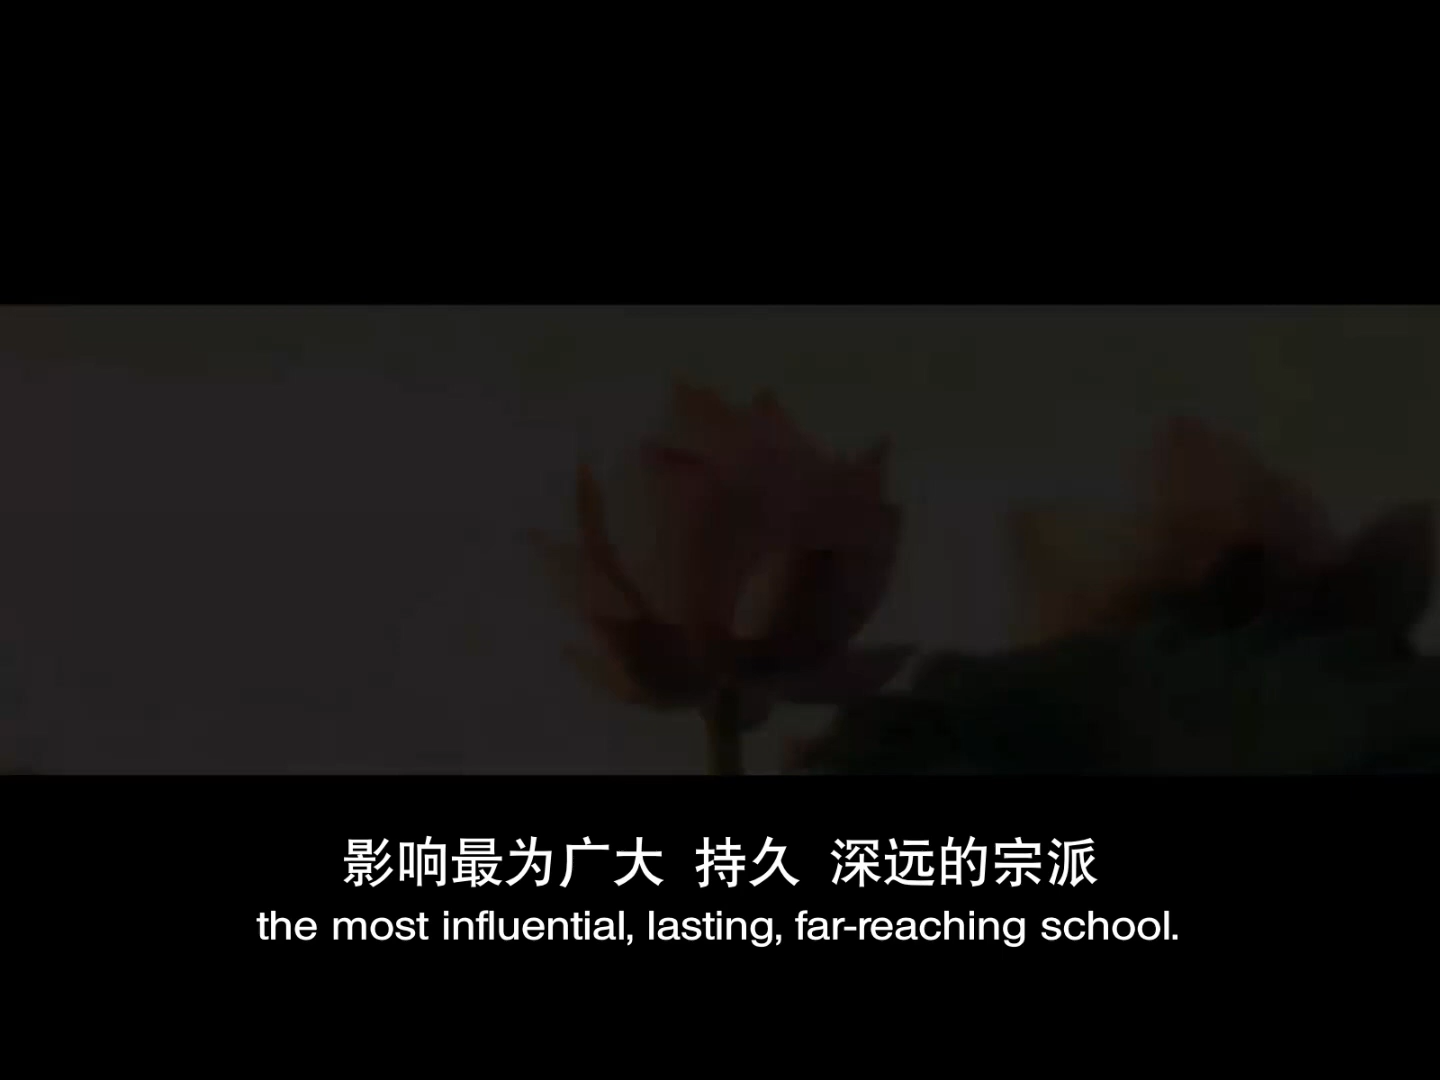 影响最为广大 持久 深远的宗派
the most influential, lasting, far-reaching school.